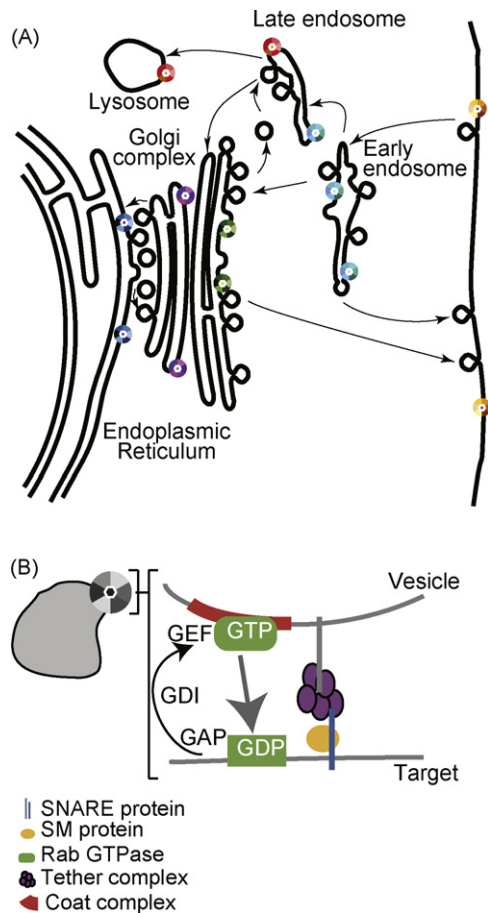 (A)
Late endosome
Lysosome
Golgi
complex
Early
endosome
Endoplasmic
Reticulum
(B)
Vesicle
GEF
GTP
GDI
GAP
GDP
Target
SNARE protein
SM protein
Rab GTPase
Tether complex
Coat complex